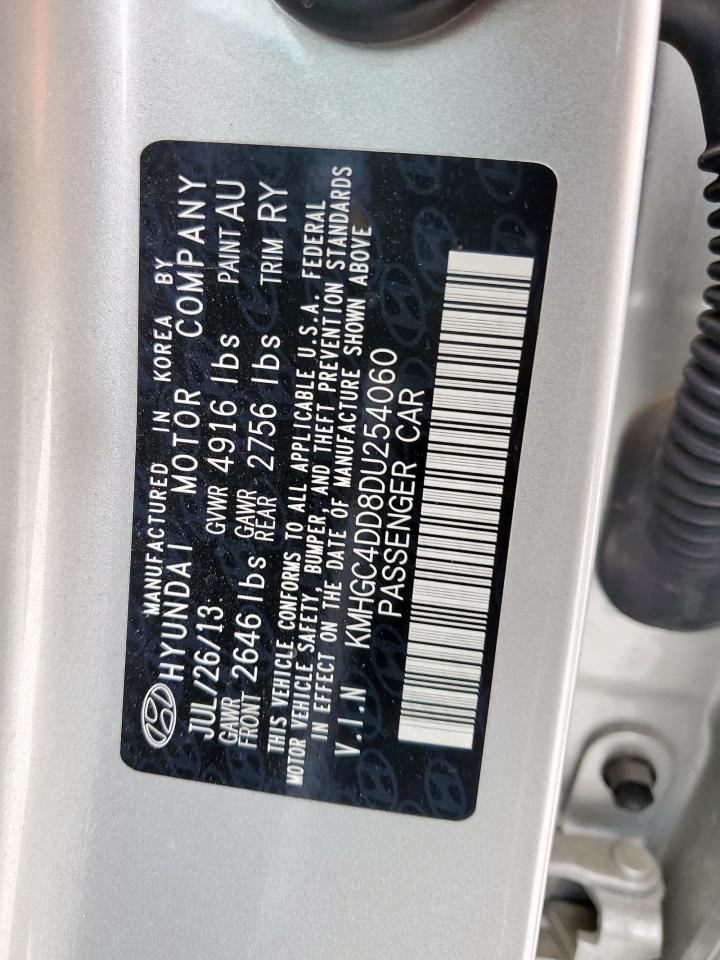 MANUFACTURED IN KOREA BY
HYUNDAI MOTOR COMPANY
JUL/26/13 GVWR 4916 lbs PAINT AU
GAWR FRONT 2646 lbs GAWR REAR 2756 lbs TRIM RY
THIS VEHICLE CONFORMS TO ALL APPLICABLE U.S.A. FEDERAL
MOTOR VEHICLE SAFETY, BUMPER, AND THEFT PREVENTION STANDARDS
IN EFFECT ON THE DATE OF MANUFACTURE SHOWN ABOVE
V.I.N KMHGC4DD8DU254060
PASSENGER CAR